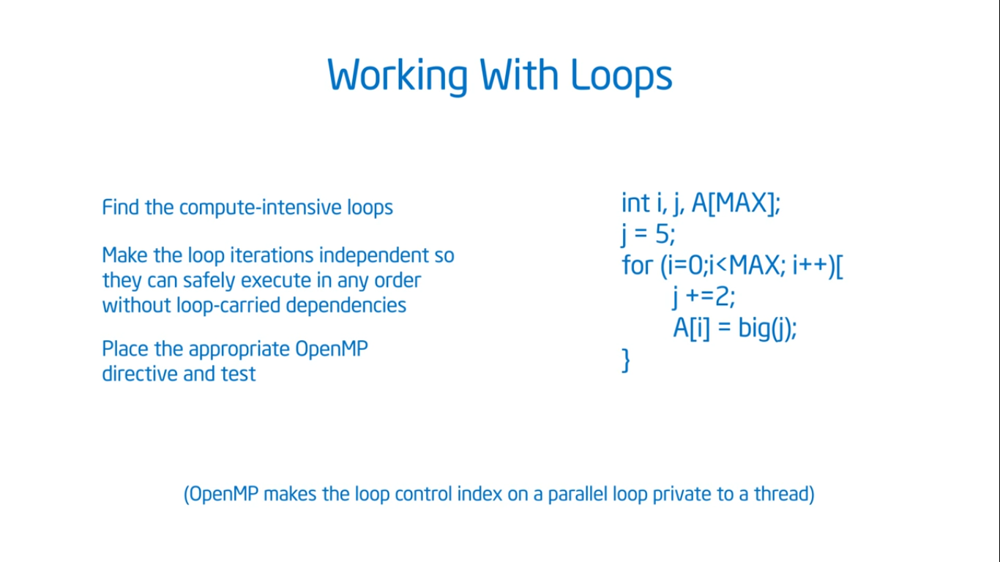 Working With Loops
Find the compute-intensive loops
Make the loop iterations independent so
they can safely execute in any order
without loop-carried dependencies
Place the appropriate OpenMP
directive and test
int i, j, A[MAX];
j = 5;
for (i=0;i<MAX; i++)[
j +=2;
A[i] = big(j);
}
(OpenMP makes the loop control index on a parallel loop private to a thread)